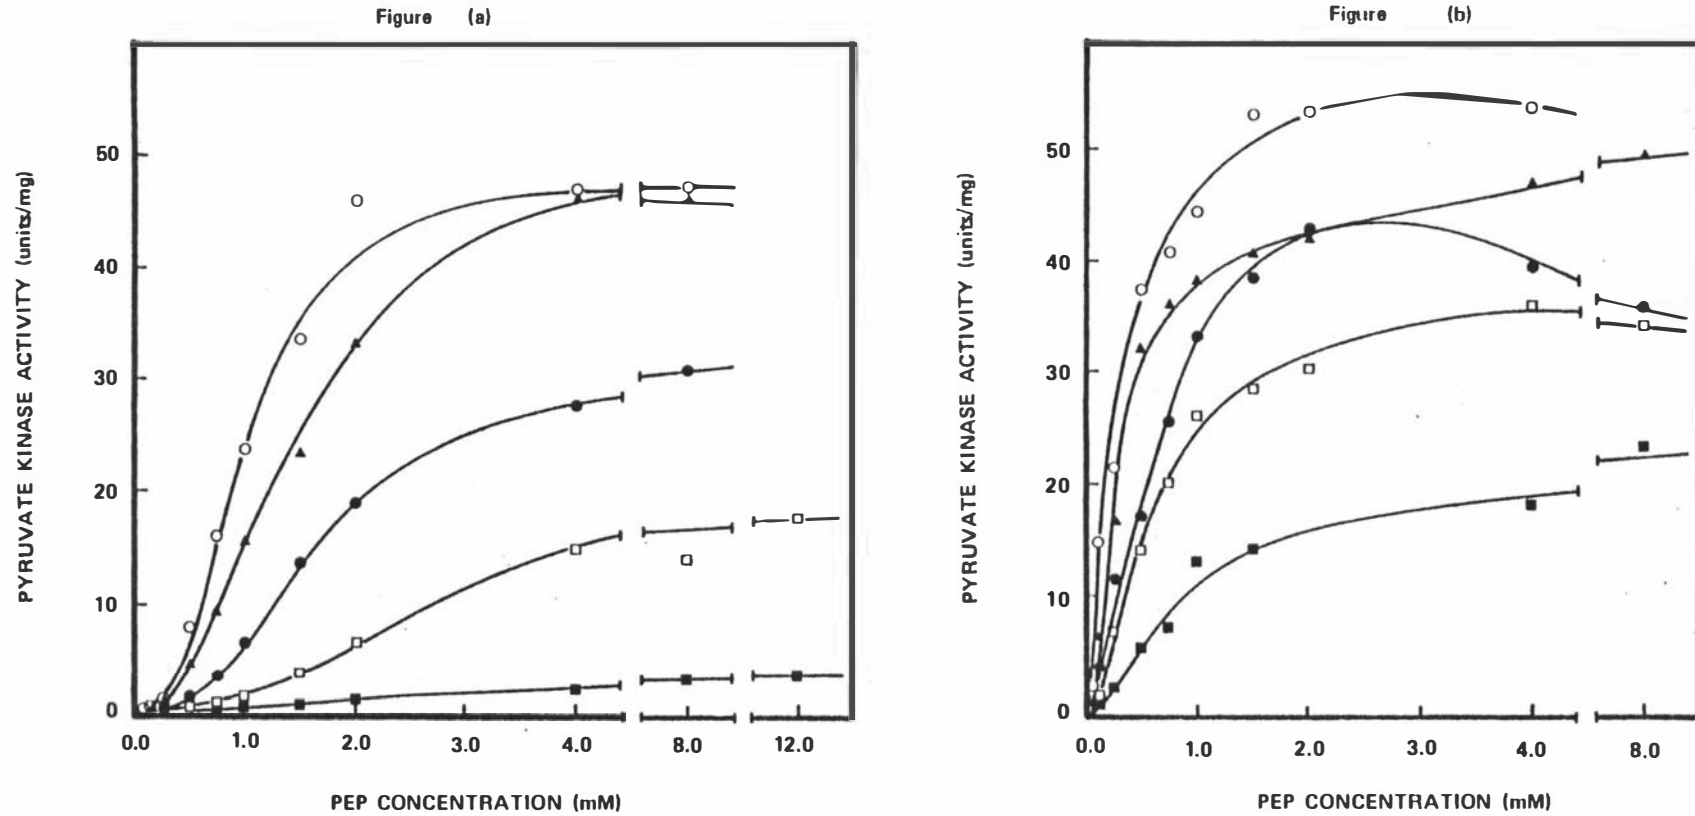 Figure (a)
PYRUVATE KINASE ACTIVITY (units/mg)
50
40
30
20
10
0
0.0 1.0 2.0 3.0 4.0 8.0 12.0
PEP CONCENTRATION (mM)
Figure (b)
PYRUVATE KINASE ACTIVITY (units/mg)
50
40
30
20
10
0
0.0 1.0 2.0 3.0 4.0 8.0
PEP CONCENTRATION (mM)